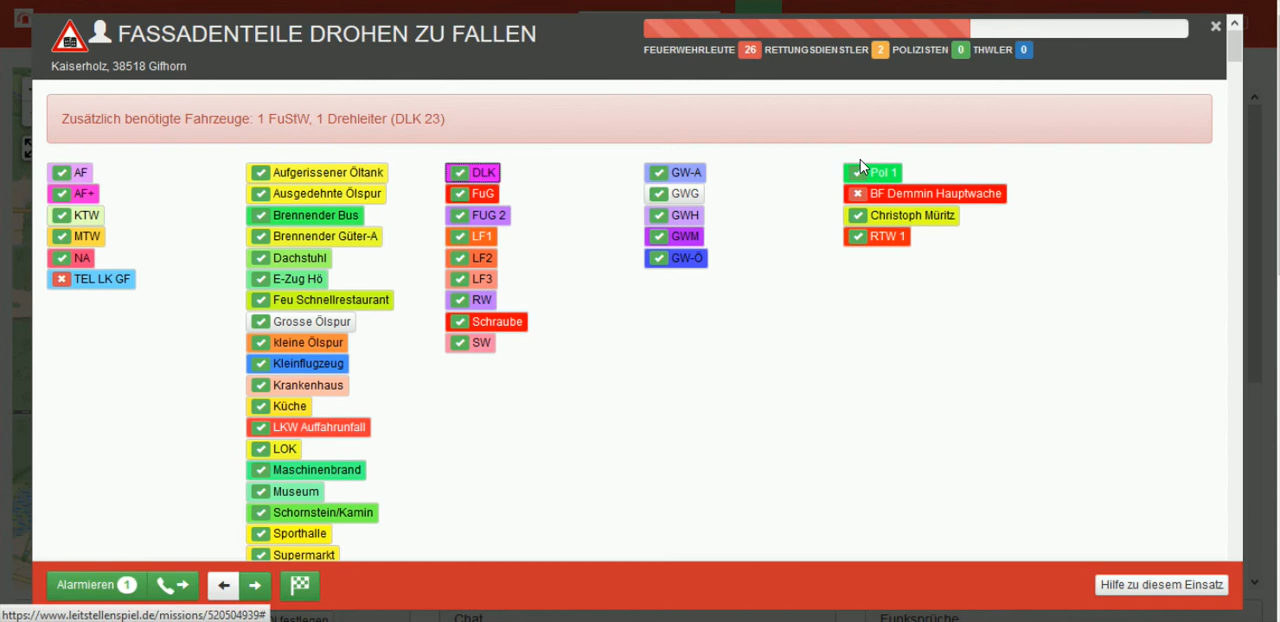 FASSADENTEILE DROHEN ZU FALLEN
Kaiserholz, 38518 Gifhorn
FEUERWEHRLEUTE 26 RETTUNGSDIENSTLER 2 POLIZISTEN 0 THWLER 0
Zusätzlich benötigte Fahrzeuge: 1 FuStW, 1 Drehleiter (DLK 23)
AF
AF+
KTW
MTW
NA
TEL LK GF
Aufgerissener Öltank
Ausgedehnte Ölspur
Brennender Bus
Brennender Güter-A
Dachstuhl
E-Zug Hö
Feu Schnellrestaurant
Grosse Ölspur
kleine Ölspur
Kleinflugzeug
Krankenhaus
Küche
LKW Auffahrunfall
LOK
Maschinenbrand
Museum
Schornstein/Kamin
Sporthalle
Supermarkt
DLK
FuG
FUG 2
LF1
LF2
LF3
RW
Schraube
SW
GW-A
GWG
GWH
GWM
GW-Ö
Pol 1
BF Demmin Hauptwache
Christoph Müritz
RTW 1
Alarmieren 1
Hilfe zu diesem Einsatz
https://www.leitstellenspiel.de/missions/520504939#
festlegen
Chat
Funksprüche